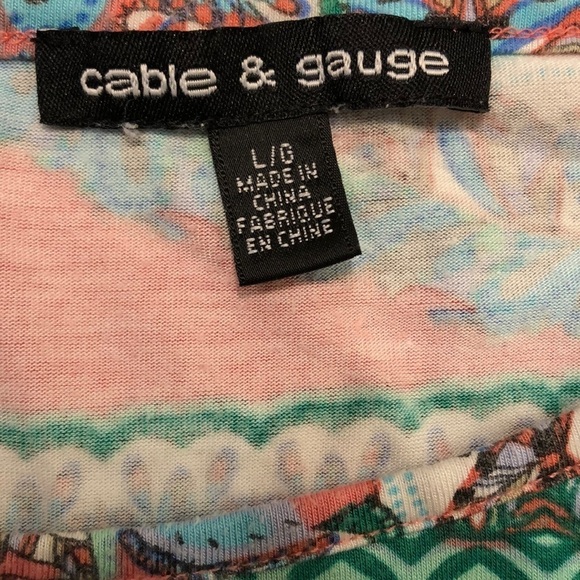 cable & gauge
L/G
MADE IN
CHINA
FABRIQUE
EN CHINE